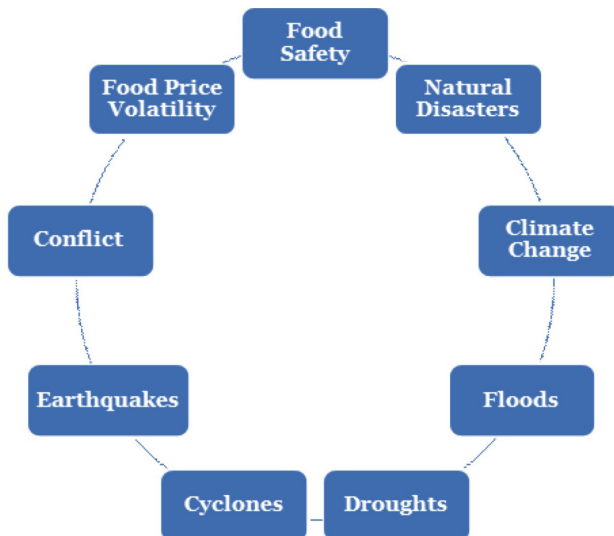 Food
Safety
Natural
Disasters
Climate
Change
Floods
Droughts
Cyclones
Earthquakes
Conflict
Food Price
Volatility